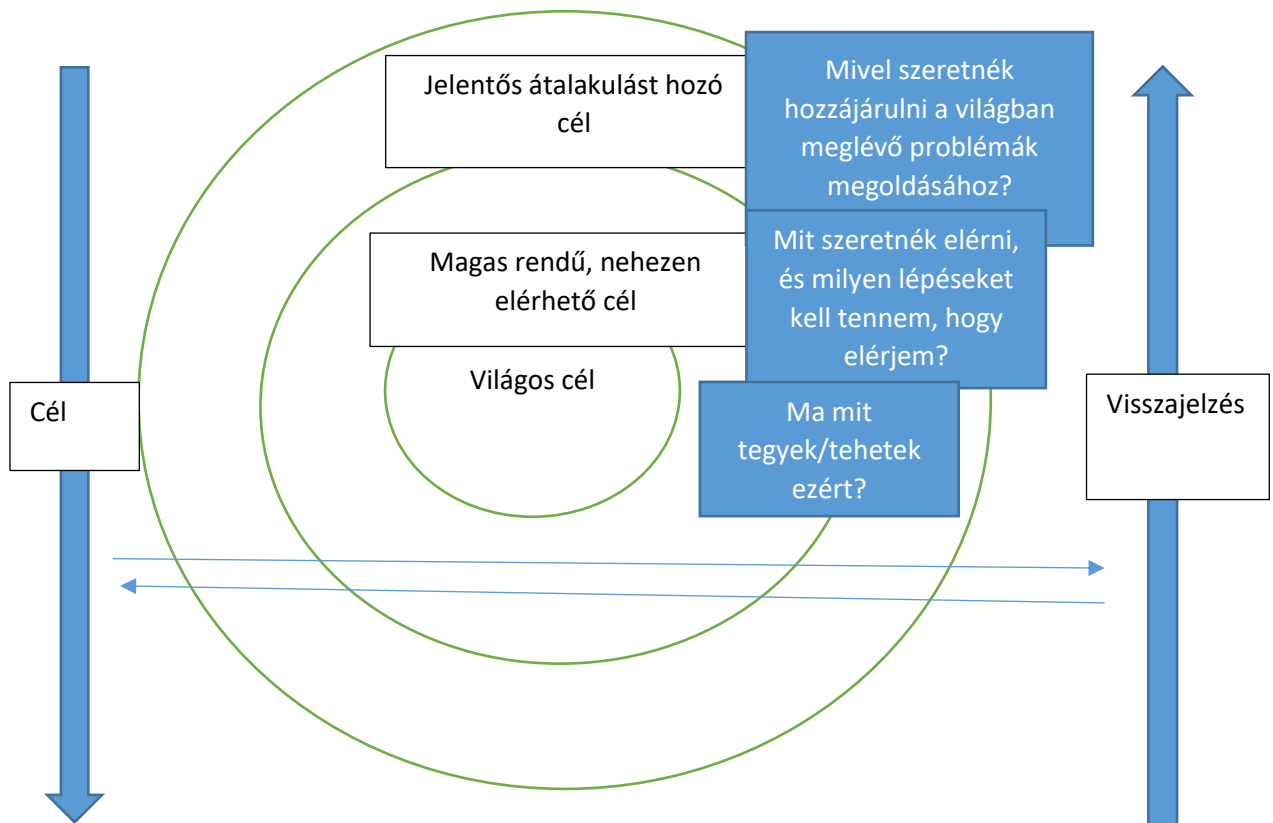 Jelentős átalakulást hozó
cél
Mivel szeretnék
hozzájárulni a világban
meglévő problémák
megoldásához?
Magas rendű, nehezen
elérhető cél
Mit szeretnék elérni,
és milyen lépéseket
kell tennem, hogy
elérjem?
Világos cél
Ma mit
tegyek/tehetek
ezért?
Cél
Visszajelzés